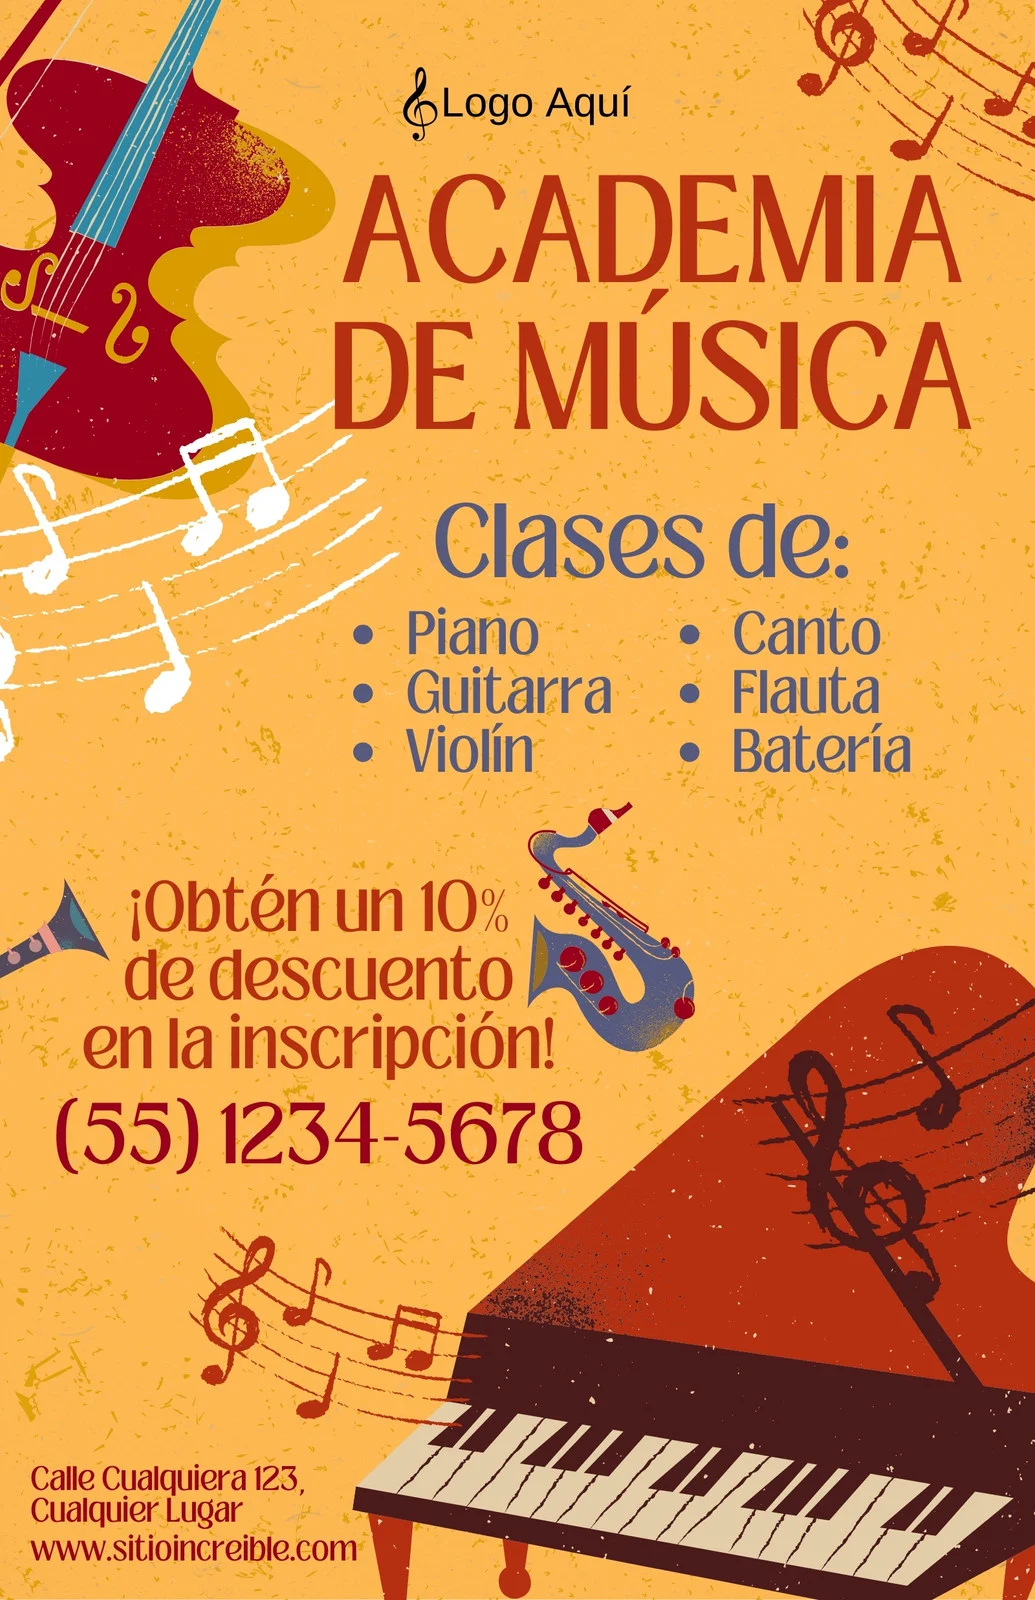 Logo Aquí
ACADEMIA
DE MÚSICA
Clases de:
• Piano
• Guitarra
• Violín
• Canto
• Flauta
• Batería
¡Obtén un 10%
de descuento
en la inscripción!
(55) 1234-5678
Calle Cualquiera 123,
Cualquier Lugar
www.sitioincreible.com